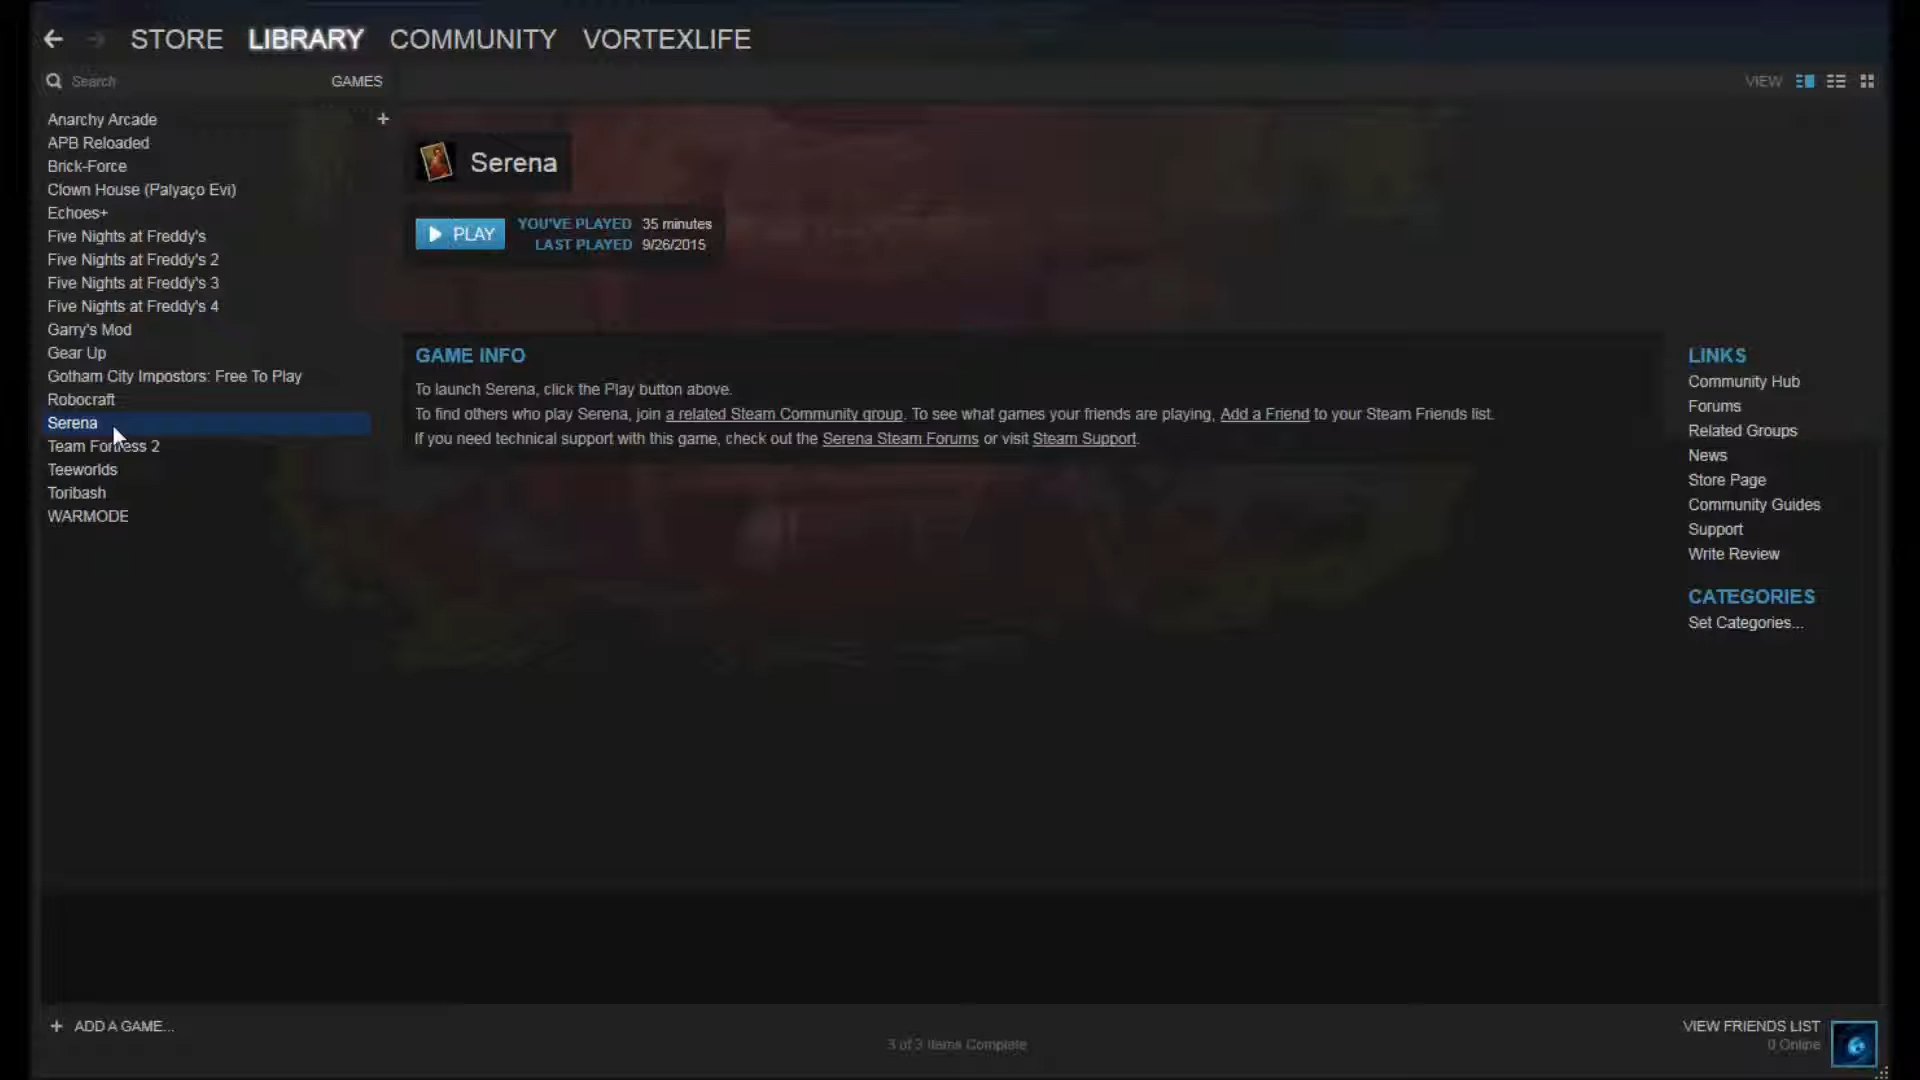 STORE LIBRARY COMMUNITY VORTEXLIFE
Search GAMES VIEW
Anarchy Arcade +
APB Reloaded
Brick-Force
Clown House (Palyaço Evi)
Echoes+
Five Nights at Freddy's
Five Nights at Freddy's 2
Five Nights at Freddy's 3
Five Nights at Freddy's 4
Garry's Mod
Gear Up
Gotham City Impostors: Free To Play
Robocraft
Serena
Team Fortress 2
Teeworlds
Toribash
WARMODE
Serena
PLAY
YOU'VE PLAYED 35 minutes
LAST PLAYED 9/26/2015
GAME INFO
To launch Serena, click the Play button above.
To find others who play Serena, join a related Steam Community group. To see what games your friends are playing, Add a Friend to your Steam Friends list.
If you need technical support with this game, check out the Serena Steam Forums or visit Steam Support.
LINKS
Community Hub
Forums
Related Groups
News
Store Page
Community Guides
Support
Write Review
CATEGORIES
Set Categories...
+ ADD A GAME...
3 of 3 Items Complete
VIEW FRIENDS LIST
0 Online